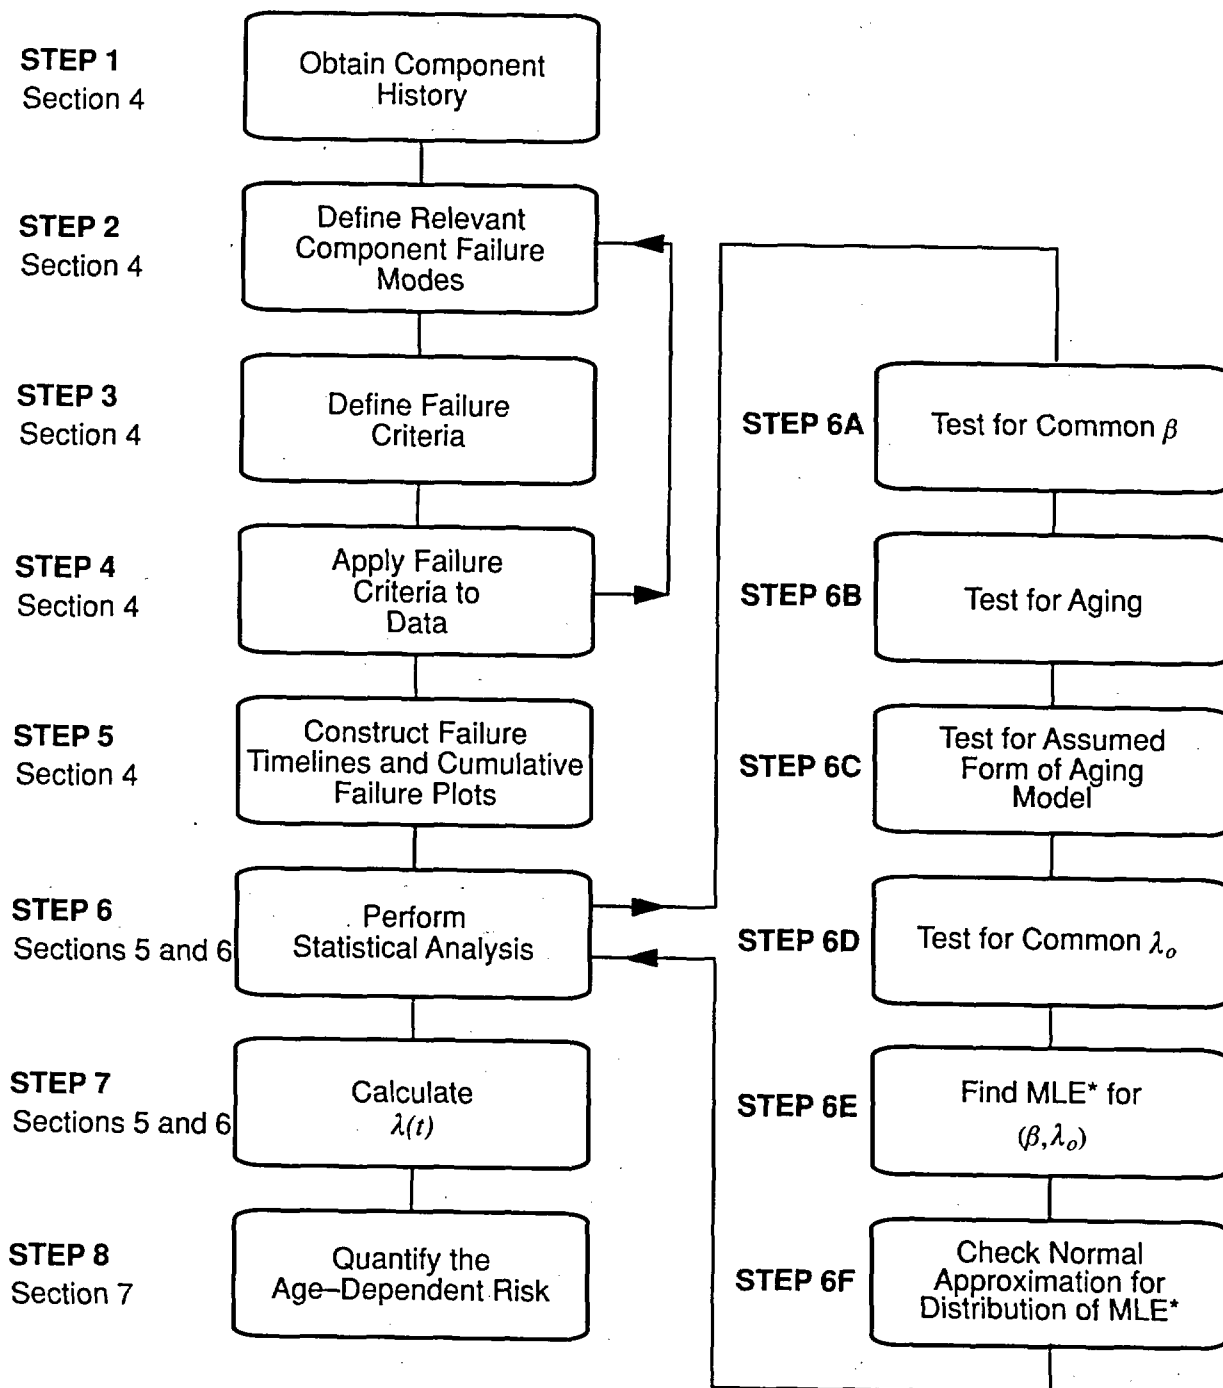 STEP 1
Section 4
Obtain Component
History
STEP 2
Section 4
Define Relevant
Component Failure
Modes
STEP 3
Section 4
Define Failure
Criteria
STEP 4
Section 4
Apply Failure
Criteria to
Data
STEP 5
Section 4
Construct Failure
Timelines and Cumulative
Failure Plots
STEP 6
Sections 5 and 6
Perform
Statistical Analysis
STEP 7
Sections 5 and 6
Calculate
λ(t)
STEP 8
Section 7
Quantify the
Age–Dependent Risk
STEP 6A
Test for Common β
STEP 6B
Test for Aging
STEP 6C
Test for Assumed
Form of Aging
Model
STEP 6D
Test for Common λₒ
STEP 6E
Find MLE* for
(β,λₒ)
STEP 6F
Check Normal
Approximation for
Distribution of MLE*